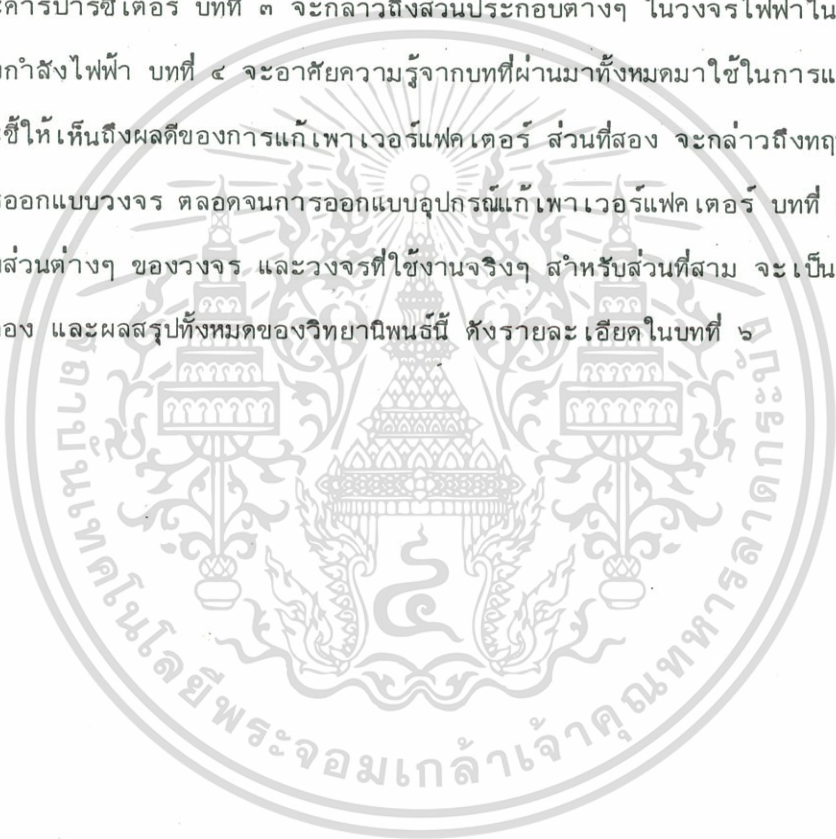 คาปาซิเตอร์ บทที่ ๓ จะกล่าวถึงส่วนประกอบต่างๆ ในวงจรไฟฟ้าใน
กำลังไฟฟ้า บทที่ ๔ จะอาศัยความรู้จากบทที่ผ่านมาทั้งหมดมาใช้ในการแ
ชี้ให้เห็นถึงผลดีของการแก้เพาเวอร์แฟคเตอร์ ส่วนที่สอง จะกล่าวถึงทฤ
ออกแบบวงจร ตลอดจนการออกแบบอุปกรณ์แก้เพาเวอร์แฟคเตอร์ บทที่
ส่วนต่างๆ ของวงจร และวงจรที่ใช้งานจริงๆ สำหรับส่วนที่สาม จะเป็น
อง และผลสรุปทั้งหมดของวิทยานิพนธ์นี้ ดังรายละเอียดในบทที่ ๖
สถาบันเทคโนโลยีพระจอมเกล้าเจ้าคุณทหารลาดกระบัง